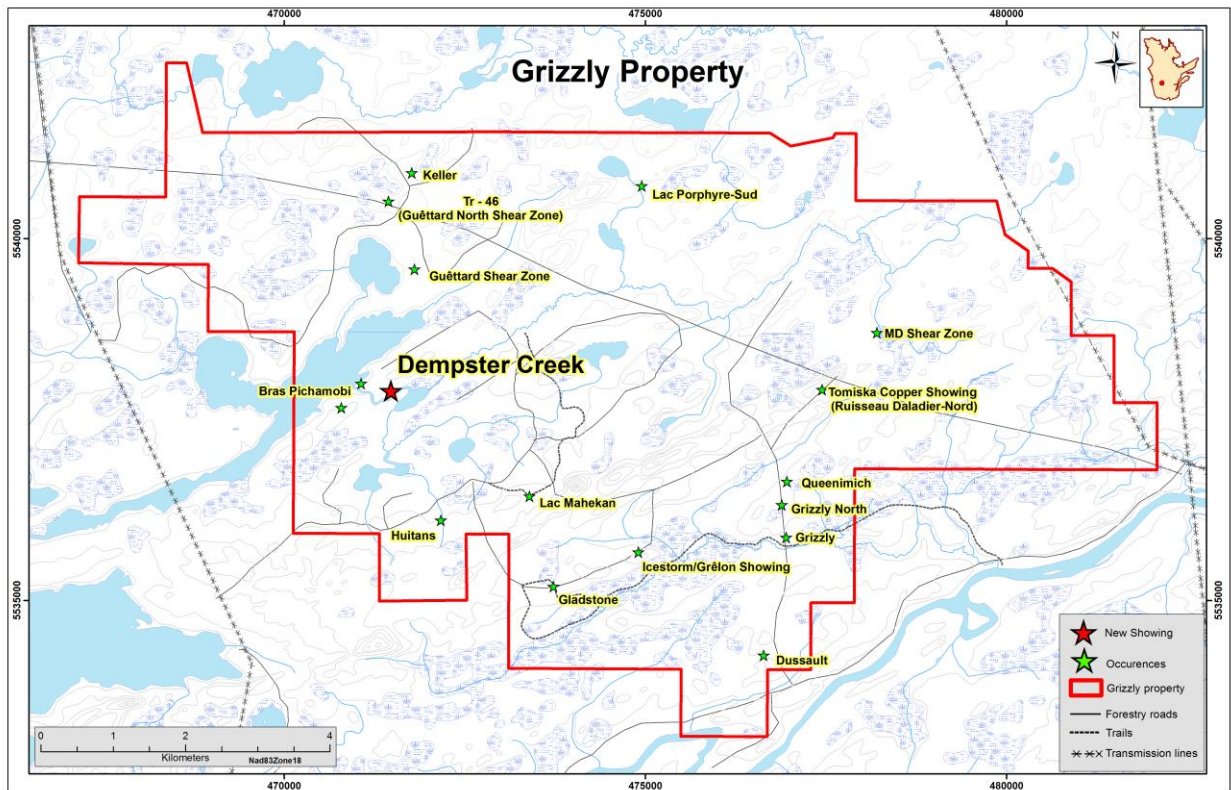 470000
475000
480000
Grizzly Property
N
Keller
Tr - 46
(Guêttard North Shear Zone)
Lac Porphyre-Sud
5540000
5540000
Guêttard Shear Zone
MD Shear Zone
Dempster Creek
Bras Pichamobi
Tomiska Copper Showing
(Ruisseau Daladier-Nord)
Queenimich
Lac Mahekan
Grizzly North
Huitans
Grizzly
Icestorm/Grêlon Showing
Gladstone
5535000
5535000
Dussault
New Showing
Occurences
Grizzly property
Forestry roads
Trails
Transmission lines
0 1 2 4
Kilometers
Nad83Zone18
470000
475000
480000